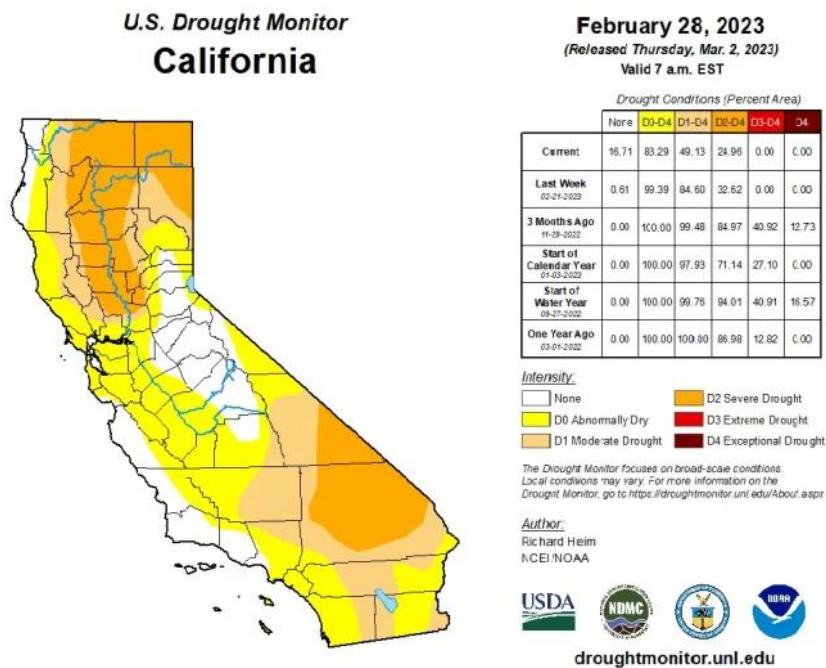 U.S. Drought Monitor
California
February 28, 2023
(Released Thursday, Mar. 2, 2023)
Valid 7 a.m. EST
Drought Conditions (Percent Area)
None D0-D4 D1-D4 D2-D4 D3-D4 D4
Current 16.71 83.29 49.13 24.96 0.00 0.00
Last Week
02-21-2023
0.61 99.39 84.60 32.62 0.00 0.00
3 Months Ago
11-29-2022
0.00 100.00 99.48 84.97 40.92 12.73
Start of
Calendar Year
01-03-2023
0.00 100.00 97.93 71.14 27.10 0.00
Start of
Water Year
09-27-2022
0.00 100.00 99.76 94.01 40.91 16.57
One Year Ago
03-01-2022
0.00 100.00 100.00 86.98 12.82 0.00
Intensity:
None
D0 Abnormally Dry
D1 Moderate Drought
D2 Severe Drought
D3 Extreme Drought
D4 Exceptional Drought
The Drought Monitor focuses on broad-scale conditions.
Local conditions may vary. For more information on the
Drought Monitor, go to https://droughtmonitor.unl.edu/About.aspx
Author:
Richard Heim
NCEI/NOAA
USDA
NDMC
NOAA
droughtmonitor.unl.edu